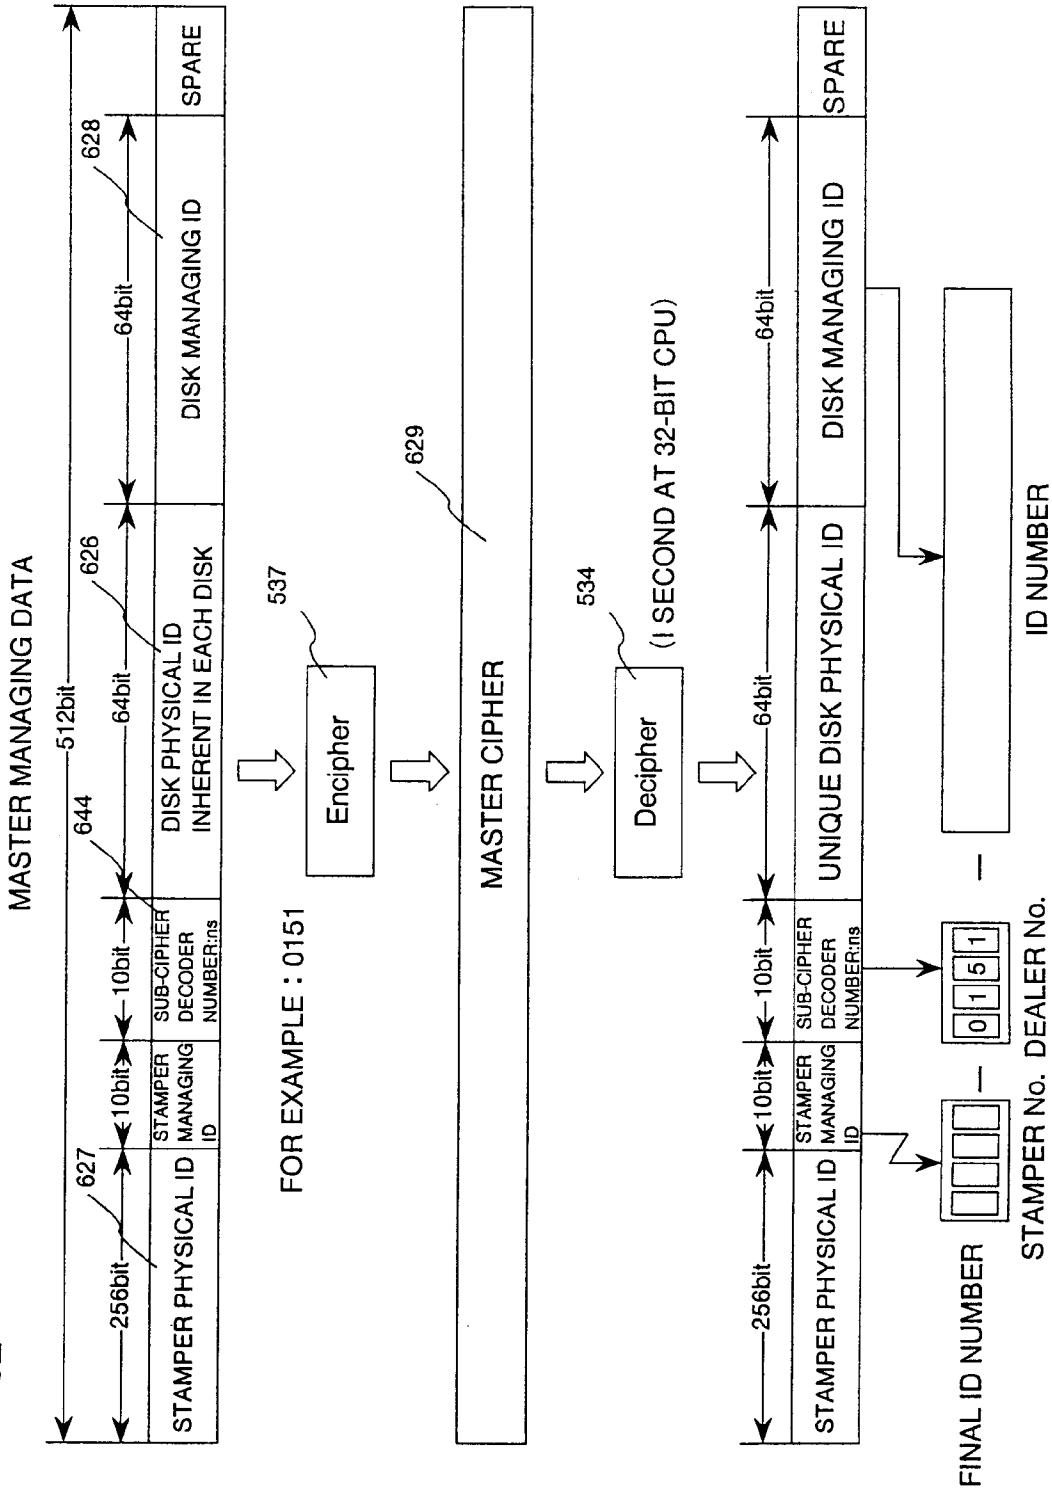 MASTER MANAGING DATA
512bit
256bit
10bit
10bit
64bit
64bit
627
644
626
628
STAMPER PHYSICAL ID
STAMPER
MANAGING
ID
SUB-CIPHER
DECODER
NUMBER:ns
DISK PHYSICAL ID
INHERENT IN EACH DISK
DISK MANAGING ID
SPARE
FOR EXAMPLE : 0151
Encipher
537
MASTER CIPHER
629
Decipher
534
(I SECOND AT 32-BIT CPU)
256bit
10bit
10bit
64bit
64bit
STAMPER PHYSICAL ID
STAMPER
MANAGING
ID
SUB-CIPHER
DECODER
NUMBER:ns
UNIQUE DISK PHYSICAL ID
DISK MANAGING ID
SPARE
FINAL ID NUMBER
— 0 1 5 1 —
STAMPER No. DEALER No.
ID NUMBER